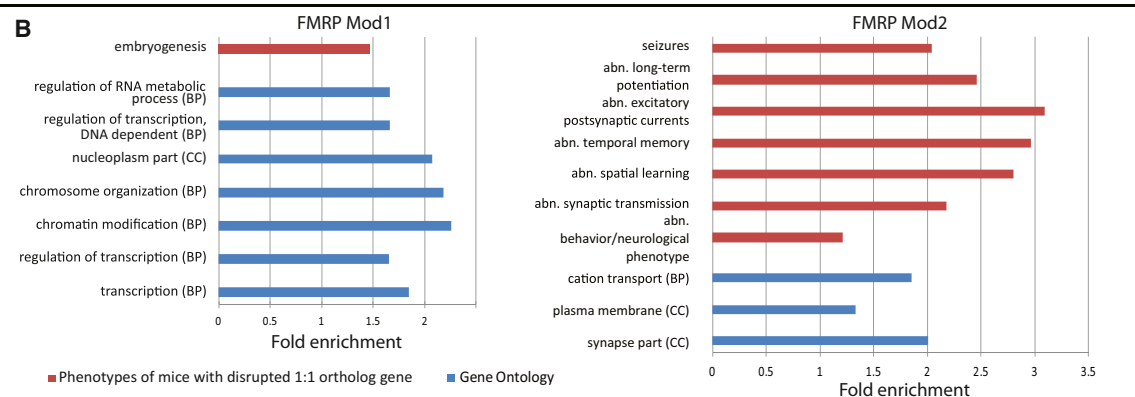 B
FMRP Mod1
embryogenesis
regulation of RNA metabolic
process (BP)
regulation of transcription,
DNA dependent (BP)
nucleoplasm part (CC)
chromosome organization (BP)
chromatin modification (BP)
regulation of transcription (BP)
transcription (BP)
0 0.5 1 1.5 2
Fold enrichment
FMRP Mod2
seizures
abn. long-term
potentiation
abn. excitatory
postsynaptic currents
abn. temporal memory
abn. spatial learning
abn. synaptic transmission
abn.
behavior/neurological
phenotype
cation transport (BP)
plasma membrane (CC)
synapse part (CC)
0 0.5 1 1.5 2 2.5 3 3.5
Fold enrichment
Phenotypes of mice with disrupted 1:1 ortholog gene
Gene Ontology